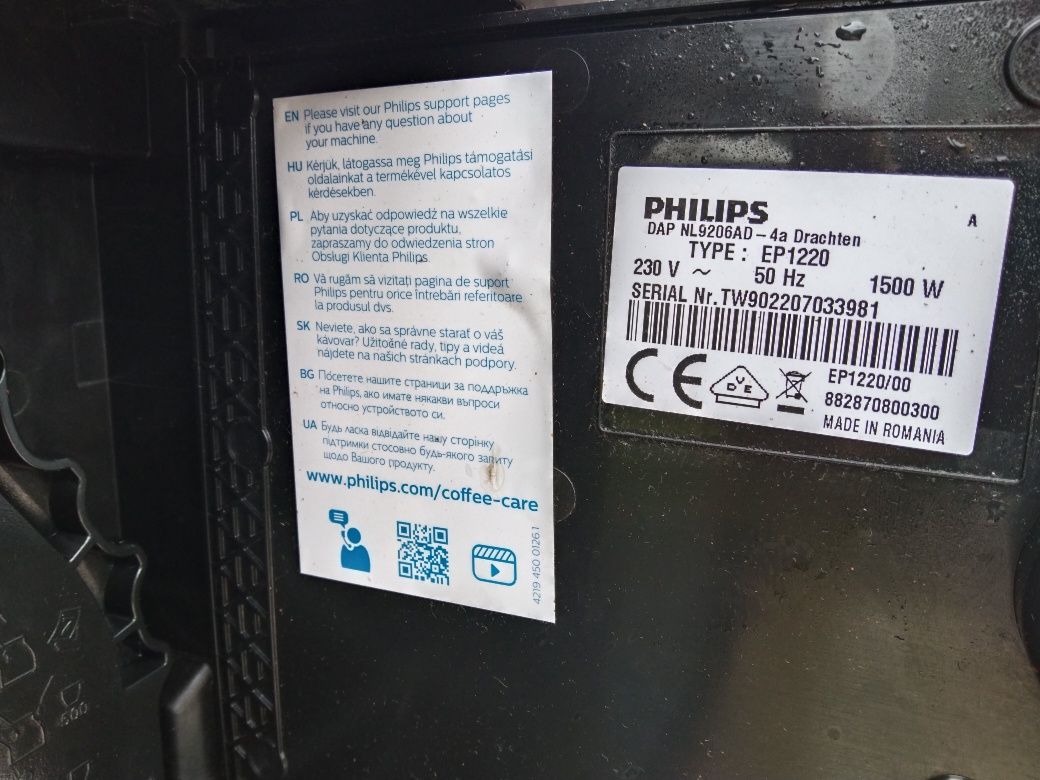 EN Please visit our Philips support pages
if you have any question about
your machine.
HU Kérjük, látogassa meg Philips támogatási
oldalainkat a termékével kapcsolatos
kérdésekben.
PL Aby uzyskać odpowiedź na wszelkie
pytania dotyczące produktu,
zapraszamy do odwiedzenia stron
Obsługi Klienta Philips.
RO Vă rugăm să vizitați pagina de suport
Philips pentru orice întrebări referitoare
la produsul dvs.
SK Neviete, ako sa správne starať o váš
kávovar? Užitočné rady, tipy a videá
nájdete na našich stránkach podpory.
BG Посетете нашите страници за поддръжка
на Philips, ако имате някакви въпроси
относно устройството си.
UA Будь ласка відвідайте нашу сторінку
підтримки стосовно будь-якого запиту
щодо Вашого продукту.
www.philips.com/coffee-care
4219 450 0126.1
PHILIPS
A
DAP NL9206AD-4a Drachten
TYPE : EP1220
230 V ~ 50 Hz 1500 W
SERIAL Nr. TW902207033981
CE
DVE
EP1220/00
882870800300
MADE IN ROMANIA
600